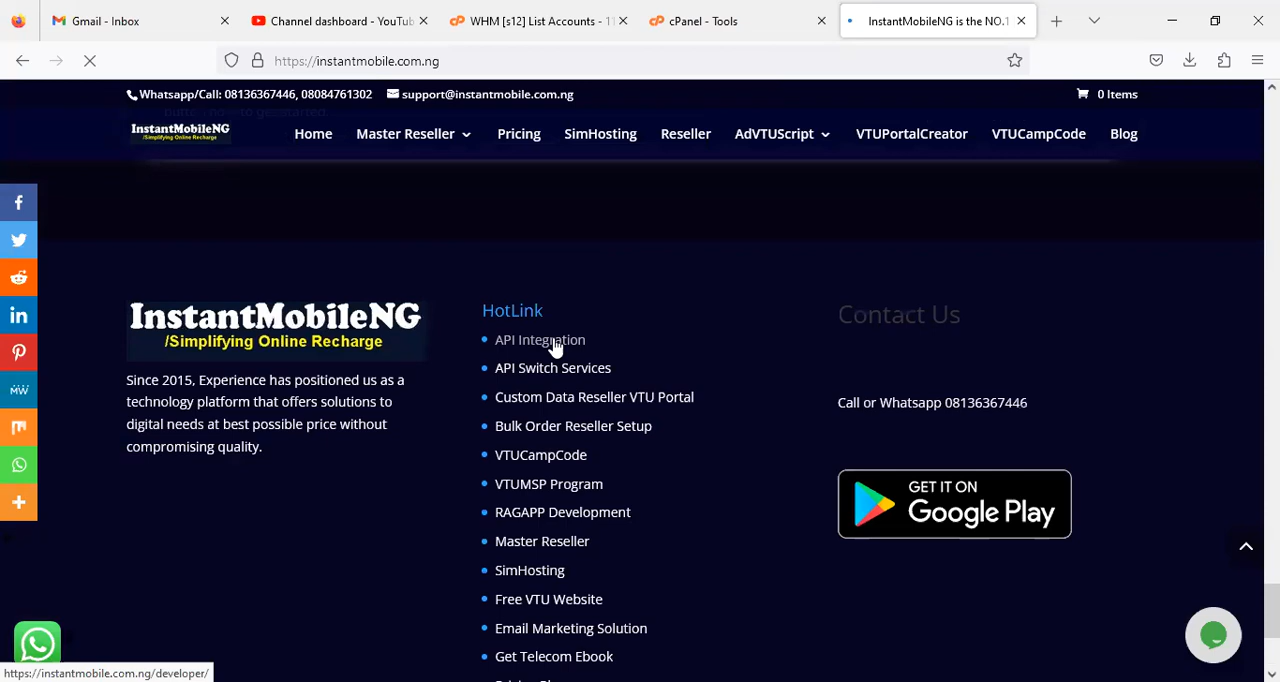 Gmail - Inbox
Channel dashboard - YouTub
WHM [s12] List Accounts - 1
cPanel - Tools
InstantMobileNG is the NO.1
https://instantmobile.com.ng
Whatsapp/Call: 08136367446, 08084761302
support@instantmobile.com.ng
0 Items
InstantMobileNG
/Simplifying Online Recharge
Home
Master Reseller
Pricing
SimHosting
Reseller
AdVTUScript
VTUPortalCreator
VTUCampCode
Blog
InstantMobileNG
/Simplifying Online Recharge
Since 2015, Experience has positioned us as a
technology platform that offers solutions to
digital needs at best possible price without
compromising quality.
HotLink
API Integration
API Switch Services
Custom Data Reseller VTU Portal
Bulk Order Reseller Setup
VTUCampCode
VTUMSP Program
RAGAPP Development
Master Reseller
SimHosting
Free VTU Website
Email Marketing Solution
Get Telecom Ebook
Contact Us
Call or Whatsapp 08136367446
GET IT ON
Google Play
MW
https://instantmobile.com.ng/developer/